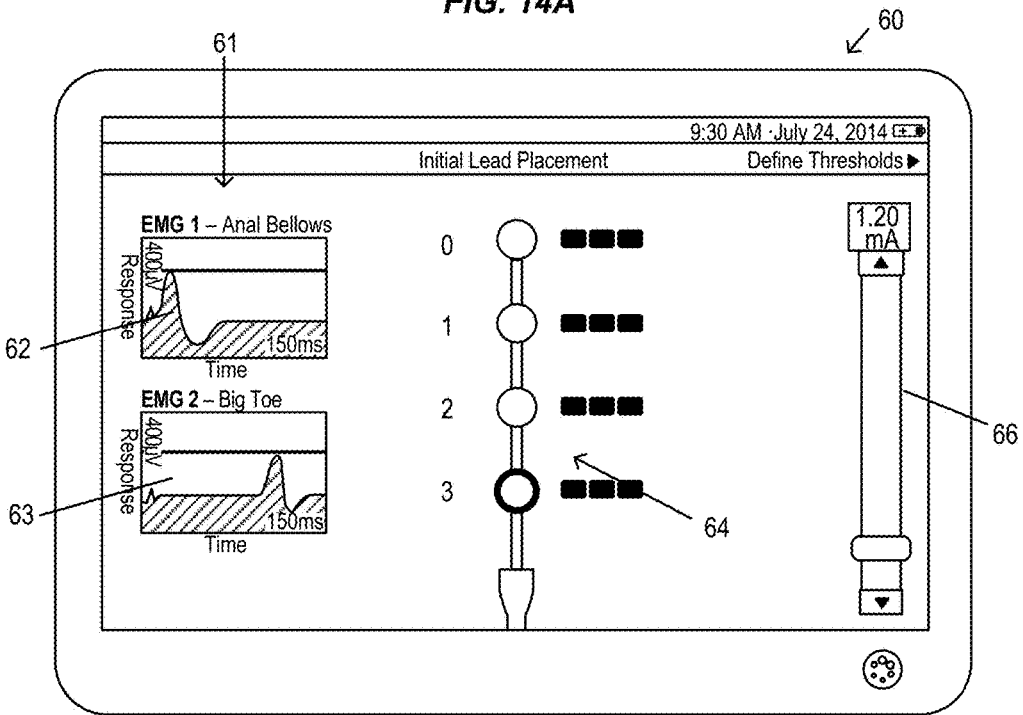 FIG. 14A
60
61
9:30 AM ·July 24, 2014
Initial Lead Placement Define Thresholds
EMG 1 – Anal Bellows
400uV
Response
150ms
Time
62
EMG 2 – Big Toe
400uV
Response
150ms
Time
63
0
1
2
3
64
1.20
mA
66